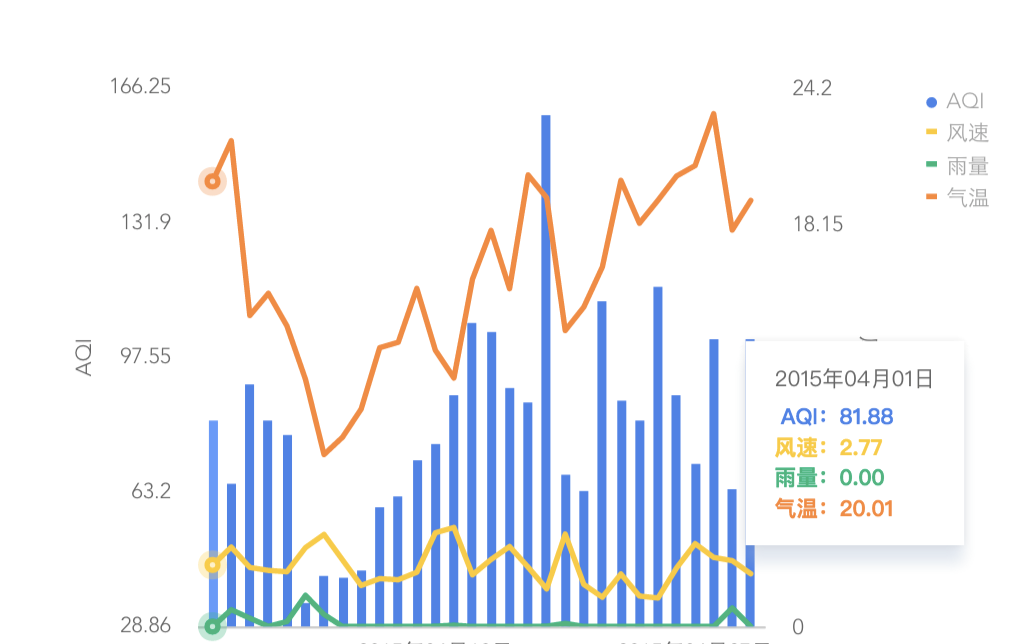 166.25
131.9
97.55
63.2
28.86
AQI
24.2
18.15
0
AQI
风速
雨量
气温
2015年04月01日
AQI: 81.88
风速: 2.77
雨量: 0.00
气温: 20.01